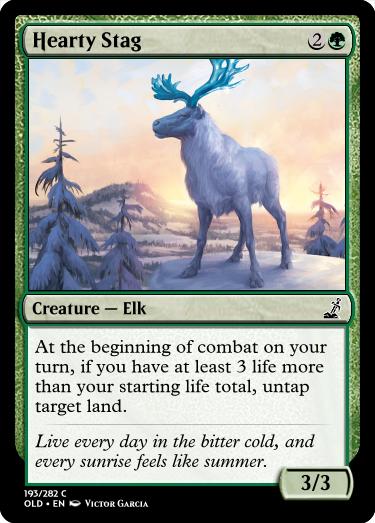 Hearty Stag 2
Creature — Elk
At the beginning of combat on your
turn, if you have at least 3 life more
than your starting life total, untap
target land.
Live every day in the bitter cold, and
every sunrise feels like summer.
3/3
193/282 C
OLD • EN Victor Garcia